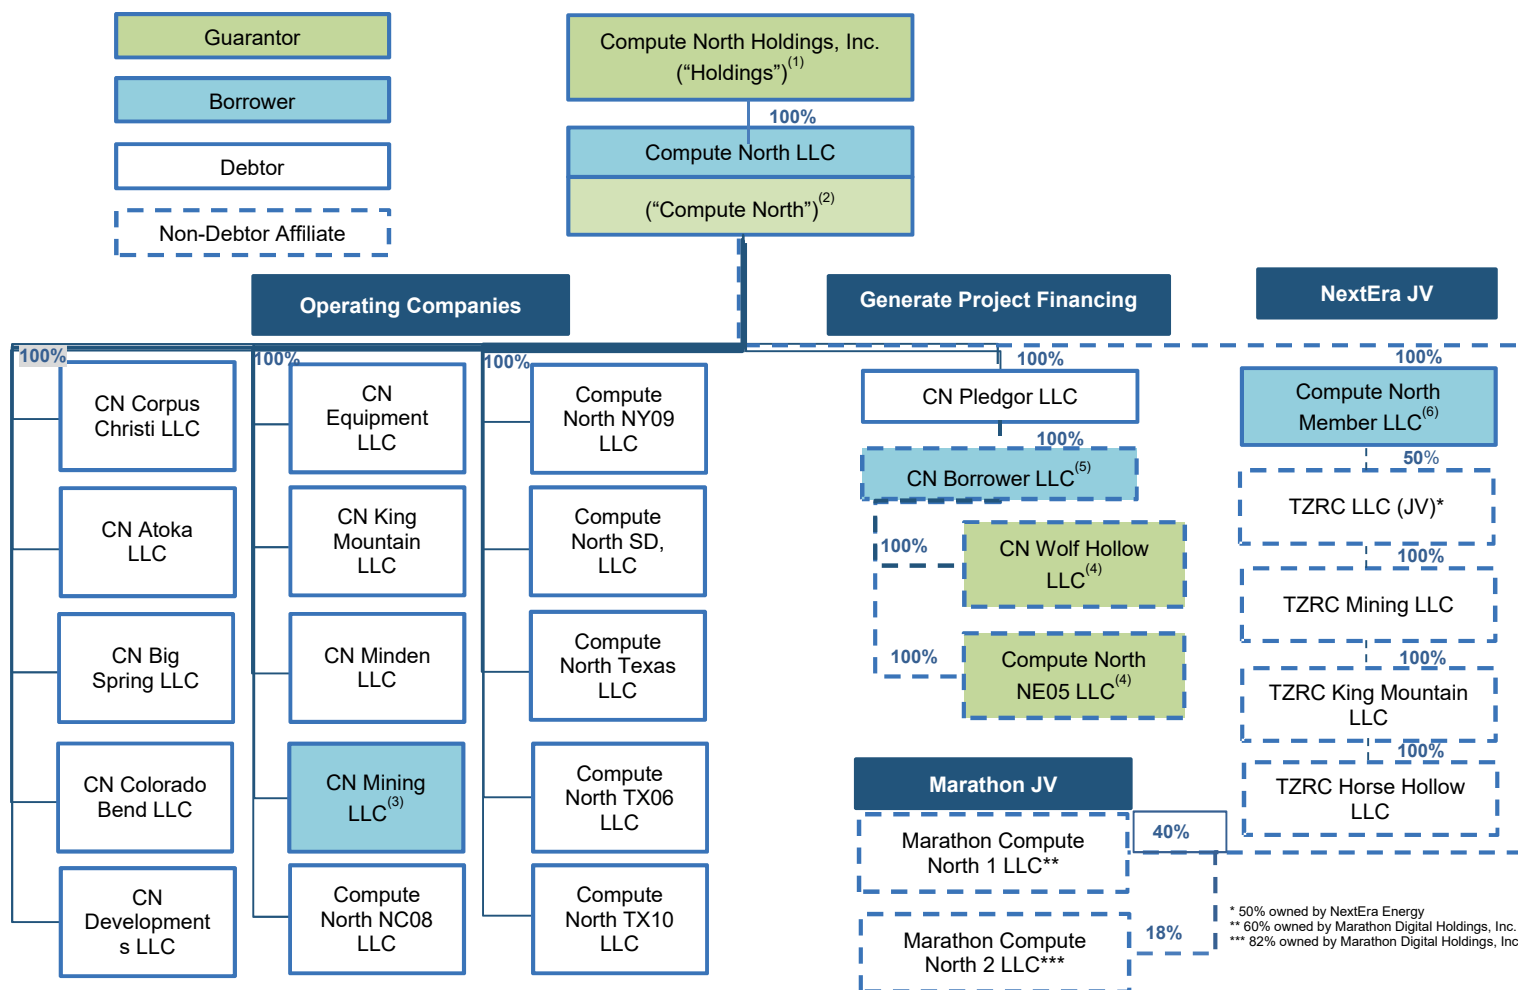 Guarantor
Borrower
Debtor
Non-Debtor Affiliate
Compute North Holdings, Inc.
(“Holdings”)(1)
100%
Compute North LLC
(“Compute North”)(2)
Operating Companies
100%
CN Corpus
Christi LLC
CN Atoka
LLC
CN Big
Spring LLC
CN Colorado
Bend LLC
CN
Development
s LLC
100%
CN
Equipment
LLC
CN King
Mountain
LLC
CN Minden
LLC
CN Mining
LLC(3)
Compute
North NC08
LLC
100%
Compute
North NY09
LLC
Compute
North SD,
LLC
Compute
North Texas
LLC
Compute
North TX06
LLC
Compute
North TX10
LLC
Generate Project Financing
100%
CN Pledgor LLC
100%
CN Borrower LLC(5)
100%
CN Wolf Hollow
LLC(4)
100%
Compute North
NE05 LLC(4)
Marathon JV
40%
Marathon Compute
North 1 LLC**
18%
Marathon Compute
North 2 LLC***
NextEra JV
100%
Compute North
Member LLC(6)
50%
TZRC LLC (JV)*
100%
TZRC Mining LLC
100%
TZRC King Mountain
LLC
100%
TZRC Horse Hollow
LLC
* 50% owned by NextEra Energy
** 60% owned by Marathon Digital Holdings, Inc.
*** 82% owned by Marathon Digital Holdings, Inc